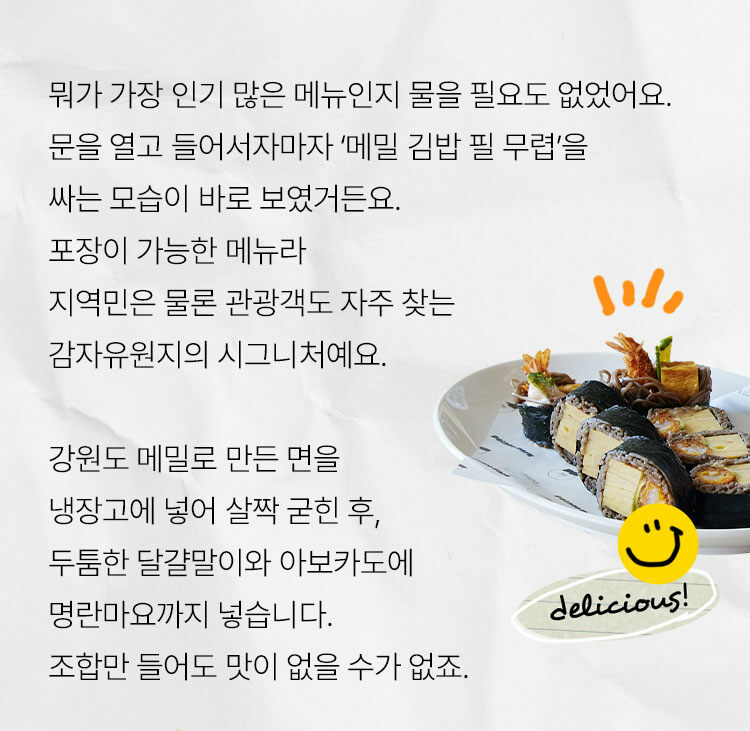 뭐가 가장 인기 많은 메뉴인지 물을 필요도 없었어요.
문을 열고 들어서자마자 ‘메밀 김밥 필 무렵’을
싸는 모습이 바로 보였거든요.
포장이 가능한 메뉴라
지역민은 물론 관광객도 자주 찾는
감자유원지의 시그니처예요.
강원도 메밀로 만든 면을
냉장고에 넣어 살짝 굳힌 후,
두툼한 달걀말이와 아보카도에
명란마요까지 넣습니다.
조합만 들어도 맛이 없을 수가 없죠.
delicious!